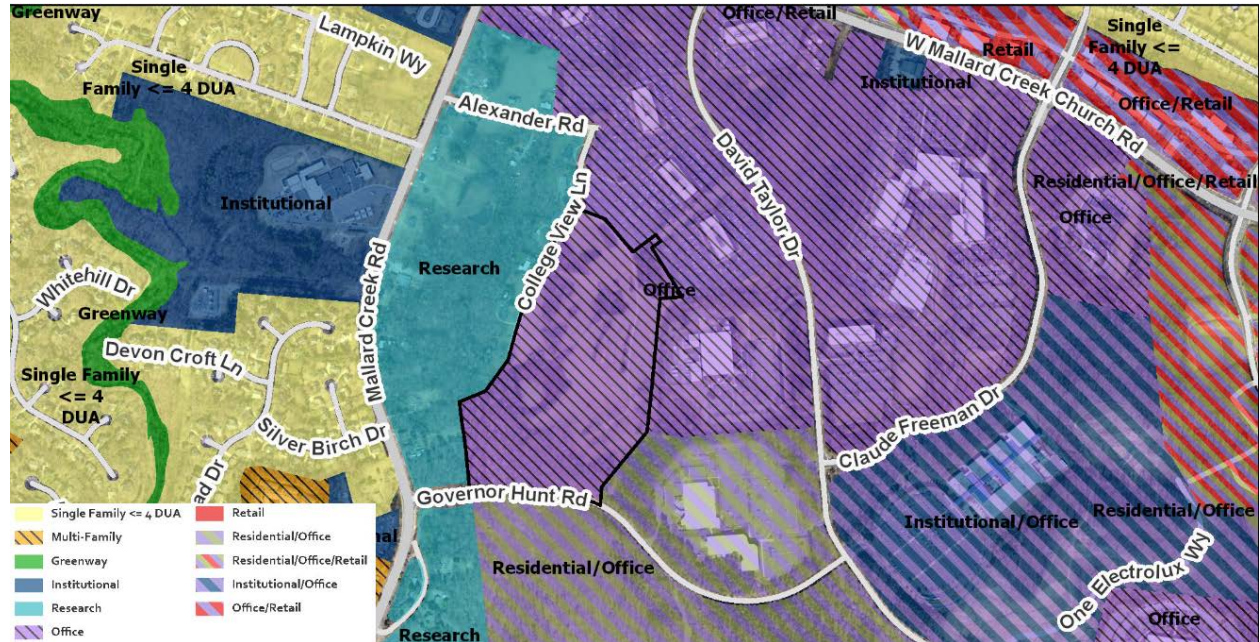 Greenway
Lampkin Wy
Single
Family <= 4 DUA
Office/Retail
W Mallard Creek Church Rd
Retail
Single
Family <=
4 DUA
Institutional
Office/Retail
Alexander Rd
David Taylor Dr
Residential/Office/Retail
Office
Institutional
Mallard Creek Rd
Research
College View Ln
Office
Whitehill Dr
Greenway
Devon Croft Ln
Single Family
<= 4
DUA
Silver Birch Dr
ad Dr
Claude Freeman Dr
Governor Hunt Rd
Institutional/Office
Residential/Office
Residential/Office
One Electrolux Wy
Office
Research
nal
Single Family <= 4 DUA
Multi-Family
Greenway
Institutional
Research
Office
Retail
Residential/Office
Residential/Office/Retail
Institutional/Office
Office/Retail